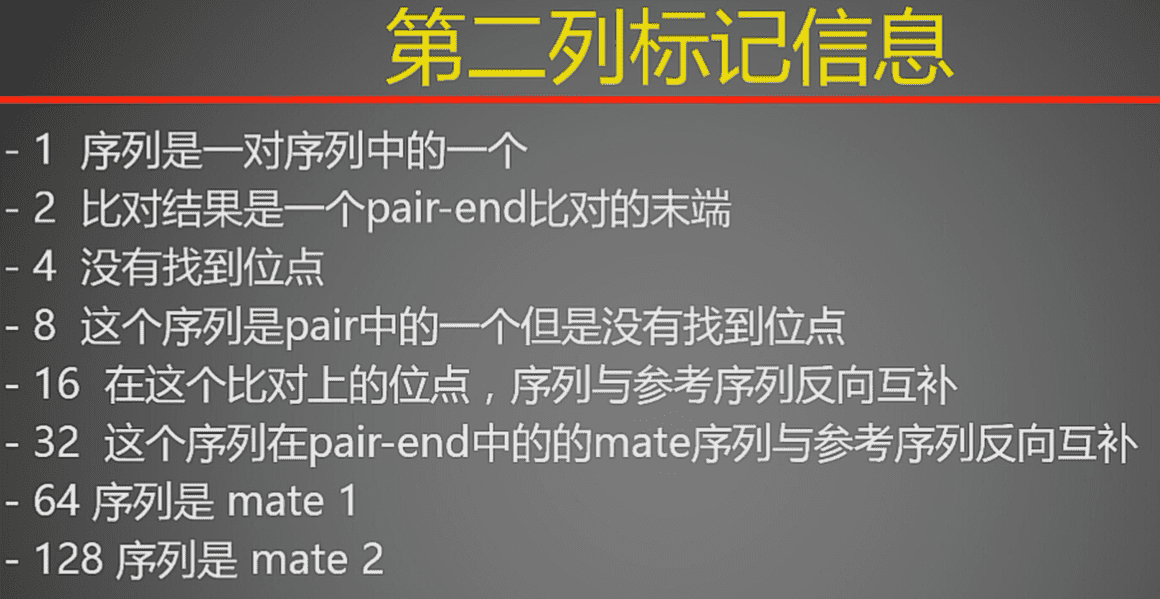 第二列标记信息
- 1 序列是一对序列中的一个
- 2 比对结果是一个pair-end比对的末端
- 4 没有找到位点
- 8 这个序列是pair中的一个但是没有找到位点
- 16 在这个比对上的位点，序列与参考序列反向互补
- 32 这个序列在pair-end中的的mate序列与参考序列反向互补
- 64 序列是 mate 1
- 128 序列是 mate 2